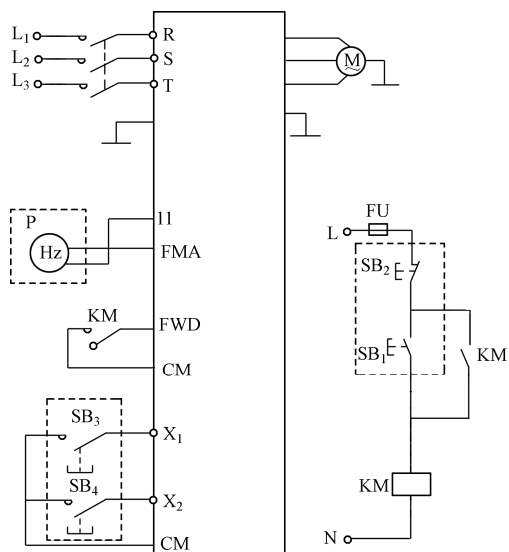 L₁ R
L₂ S M
L₃ T
P 11
Hz FMA
KM FWD
CM
SB₃ X₁
SB₄ X₂
CM
FU
L
SB₂
SB₁ KM
KM
N